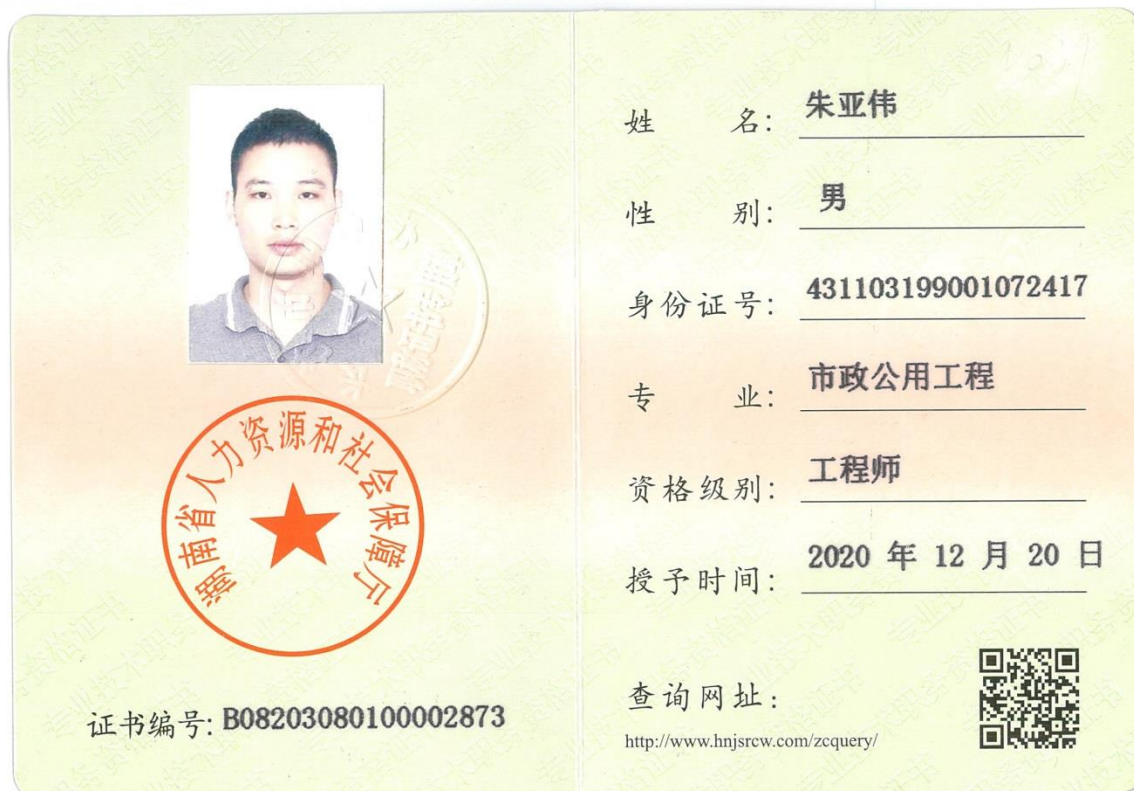 姓 名: 朱亚伟
性 别: 男
身份证号: 431103199001072417
专 业: 市政公用工程
资格级别: 工程师
授予时间: 2020 年 12 月 20 日
查询网址:
http://www.hnjsrcw.com/zcquery/
湖南省人力资源和社会保障厅
证书编号: B08203080100002873